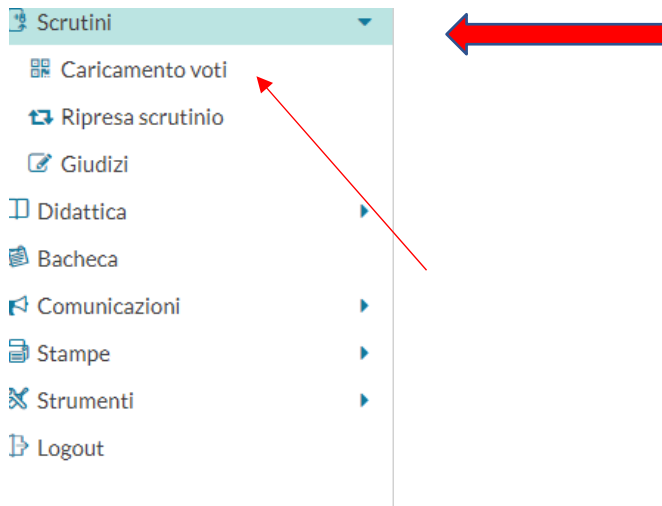 Scrutini
Caricamento voti
Ripresa scrutinio
Giudizi
Didattica
Bacheca
Comunicazioni
Stampe
Strumenti
Logout